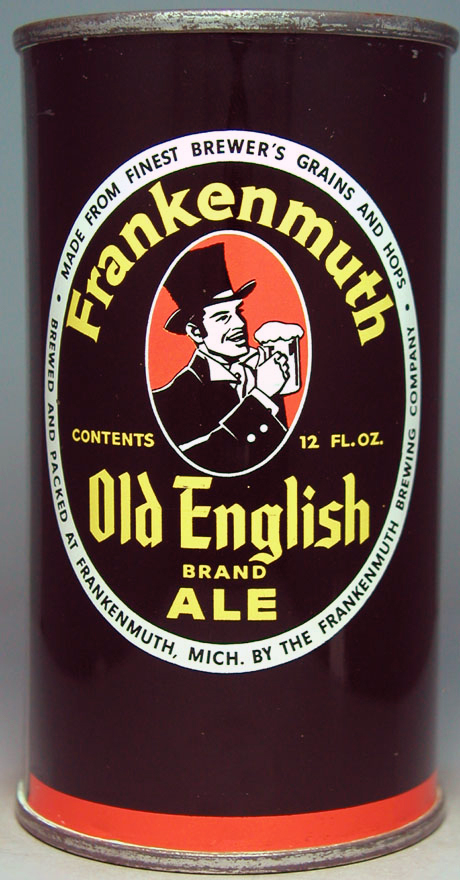 • MADE FROM FINEST BREWER'S GRAINS AND HOPS •
Frankenmuth
CONTENTS 12 FL.OZ.
Old English
BRAND
ALE
BREWED AND PACKED AT FRANKENMUTH, MICH. BY THE FRANKENMUTH BREWING COMPANY